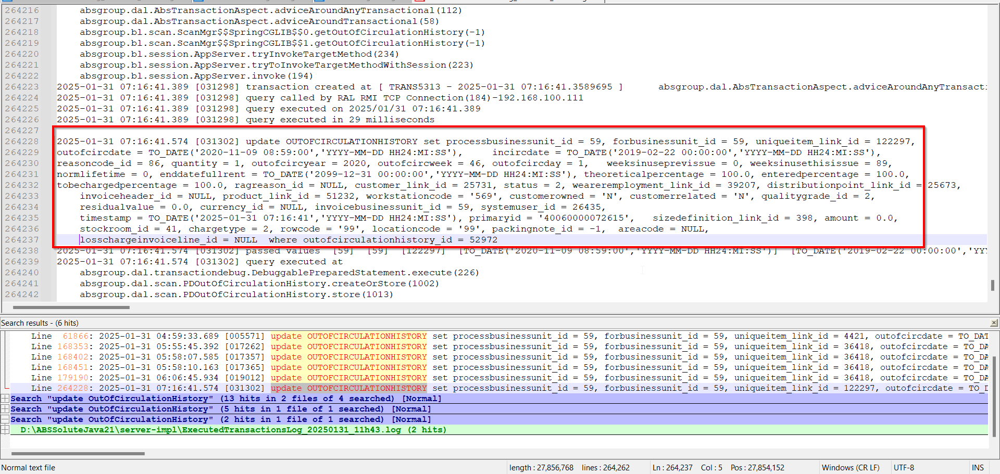 264216 absgroup.dal.AbsTransactionAspect.adviceAroundAnyTransactional(112)
264217 absgroup.dal.AbsTransactionAspect.adviceAroundTransactional(58)
264218 absgroup.bl.scan.ScanMgr$$SpringCGLIB$$0.getOutOfCirculationHistory(-1)
264219 absgroup.bl.scan.ScanMgr$$SpringCGLIB$$1.getOutOfCirculationHistory(-1)
264220 absgroup.bl.session.AppServer.tryInvokeTargetMethod(234)
264221 absgroup.bl.session.AppServer.tryToInvokeTargetMethodWithSession(223)
264222 absgroup.bl.session.AppServer.invoke(194)
264223 2025-01-31 07:16:41.389 [031298] transaction created at [ TRANS5313 - 2025-01-31 07:16:41.3589695 ] absgroup.dal.AbsTransactionAspect.adviceAroundAnyTransacti
264224 2025-01-31 07:16:41.389 [031298] query called by RAL RMI TCP Connection(184)-192.168.100.111
264225 2025-01-31 07:16:41.389 [031298] query executed on 2025/01/31 07:16:41.389
264226 2025-01-31 07:16:41.389 [031298] query executed in 29 milliseconds
264227
264228 2025-01-31 07:16:41.574 [031302] update OUTOFCIRCULATIONHISTORY set processbusinessunit_id = 59, forbusinessunit_id = 59, uniqueitem_link_id = 122297,
264229 outofcircdate = TO_DATE('2020-11-09 08:59:00','YYYY-MM-DD HH24:MI:SS'), incircdate = TO_DATE('2019-02-22 00:00:00','YYYY-MM-DD HH24:MI:SS'),
264230 reasoncode_id = 86, quantity = 1, outofcircyear = 2020, outofcircweek = 46, outofcircday = 1, weeksinuseprevissue = 0, weeksinusethisissue = 89,
264231 normlifetime = 0, enddatefullrent = TO_DATE('2099-12-31 00:00:00','YYYY-MM-DD HH24:MI:SS'), theoreticalpercentage = 100.0, enteredpercentage = 100.0,
264232 tobechargedpercentage = 100.0, ragreason_id = NULL, customer_link_id = 25731, status = 2, weareremployment_link_id = 39207, distributionpoint_link_id = 25673,
264233 invoiceheader_id = NULL, product_link_id = 51232, workstationcode = '569', customerowned = 'N', customerrelated = 'N', qualitygrade_id = 2,
264234 residualvalue = 0.0, currency_id = NULL, invoicebusinessunit_id = 59, systemuser_id = 26435,
264235 timestamp = TO_DATE('2025-01-31 07:16:41','YYYY-MM-DD HH24:MI:SS'), primaryid = '40060000072615', sizedefinition_link_id = 398, amount = 0.0,
264236 stockroom_id = 41, chargetype = 2, rowcode = '99', locationcode = '99', packingnote_id = -1, areacode = NULL,
264237 losschargeinvoiceline_id = NULL where outofcirculationhistory_id = 52972
264238 2025-01-31 07:16:41.574 [031302] passed values [59] [59] [122297] [TO_DATE('2020-11-09 08:59:00','YYYY-MM-DD HH24:MI:SS')] [TO_DATE('2019-02-22 00:00:00','YY
264239 2025-01-31 07:16:41.574 [031302] query executed at
264240 absgroup.dal.transactiondebug.DebuggablePreparedStatement.execute(226)
264241 absgroup.dal.scan.PDOutOfCirculationHistory.createOrStore(1002)
264242 absgroup.dal.scan.PDOutOfCirculationHistory.store(1013)
Search results - (6 hits)
Line 61866: 2025-01-31 04:59:33.689 [005571] update OUTOFCIRCULATIONHISTORY set processbusinessunit_id = 59, forbusinessunit_id = 59, uniqueitem_link_id = 4421, outofcircdate = TO_DAT
Line 168353: 2025-01-31 05:55:45.392 [017262] update OUTOFCIRCULATIONHISTORY set processbusinessunit_id = 59, forbusinessunit_id = 59, uniqueitem_link_id = 36418, outofcircdate = TO_DA
Line 168402: 2025-01-31 05:58:07.585 [017357] update OUTOFCIRCULATIONHISTORY set processbusinessunit_id = 59, forbusinessunit_id = 59, uniqueitem_link_id = 36418, outofcircdate = TO_DA
Line 168451: 2025-01-31 05:58:10.163 [017365] update OUTOFCIRCULATIONHISTORY set processbusinessunit_id = 59, forbusinessunit_id = 59, uniqueitem_link_id = 36418, outofcircdate = TO_DA
Line 179190: 2025-01-31 06:06:45.934 [019012] update OUTOFCIRCULATIONHISTORY set processbusinessunit_id = 59, forbusinessunit_id = 59, uniqueitem_link_id = 36418, outofcircdate = TO_DA
Line 264228: 2025-01-31 07:16:41.574 [031302] update OUTOFCIRCULATIONHISTORY set processbusinessunit_id = 59, forbusinessunit_id = 59, uniqueitem_link_id = 122297, outofcircdate = TO_D
Search "update OutOfCirculationHistory" (13 hits in 2 files of 4 searched) [Normal]
Search "update OutOfCirculationHistory" (5 hits in 1 file of 1 searched) [Normal]
Search "update OutOfCirculationHistory" (2 hits in 1 file of 1 searched) [Normal]
D:\ABSSoluteJava21\server-impl\ExecutedTransactionsLog_20250131_11h43.log (2 hits)
Normal text file length : 27,856,768 lines : 264,262 Ln : 264,237 Col : 5 Pos : 27,854,152 Windows (CR LF) UTF-8 INS